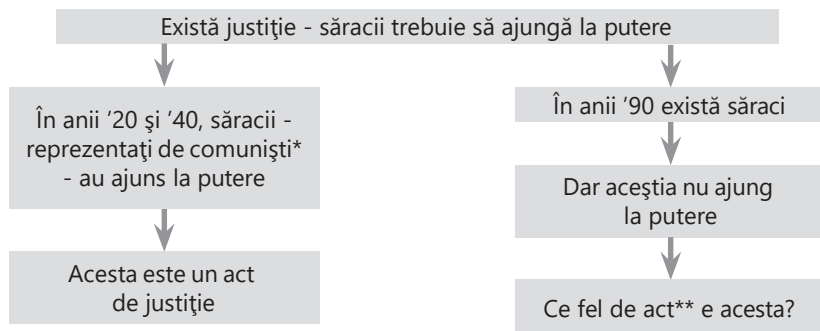 Există justiţie - săracii trebuie să ajungă la putere
În anii ’20 şi ’40, săracii -
reprezentaţi de comunişti*
- au ajuns la putere
Acesta este un act
de justiţie
În anii ’90 există săraci
Dar aceştia nu ajung
la putere
Ce fel de act** e acesta?